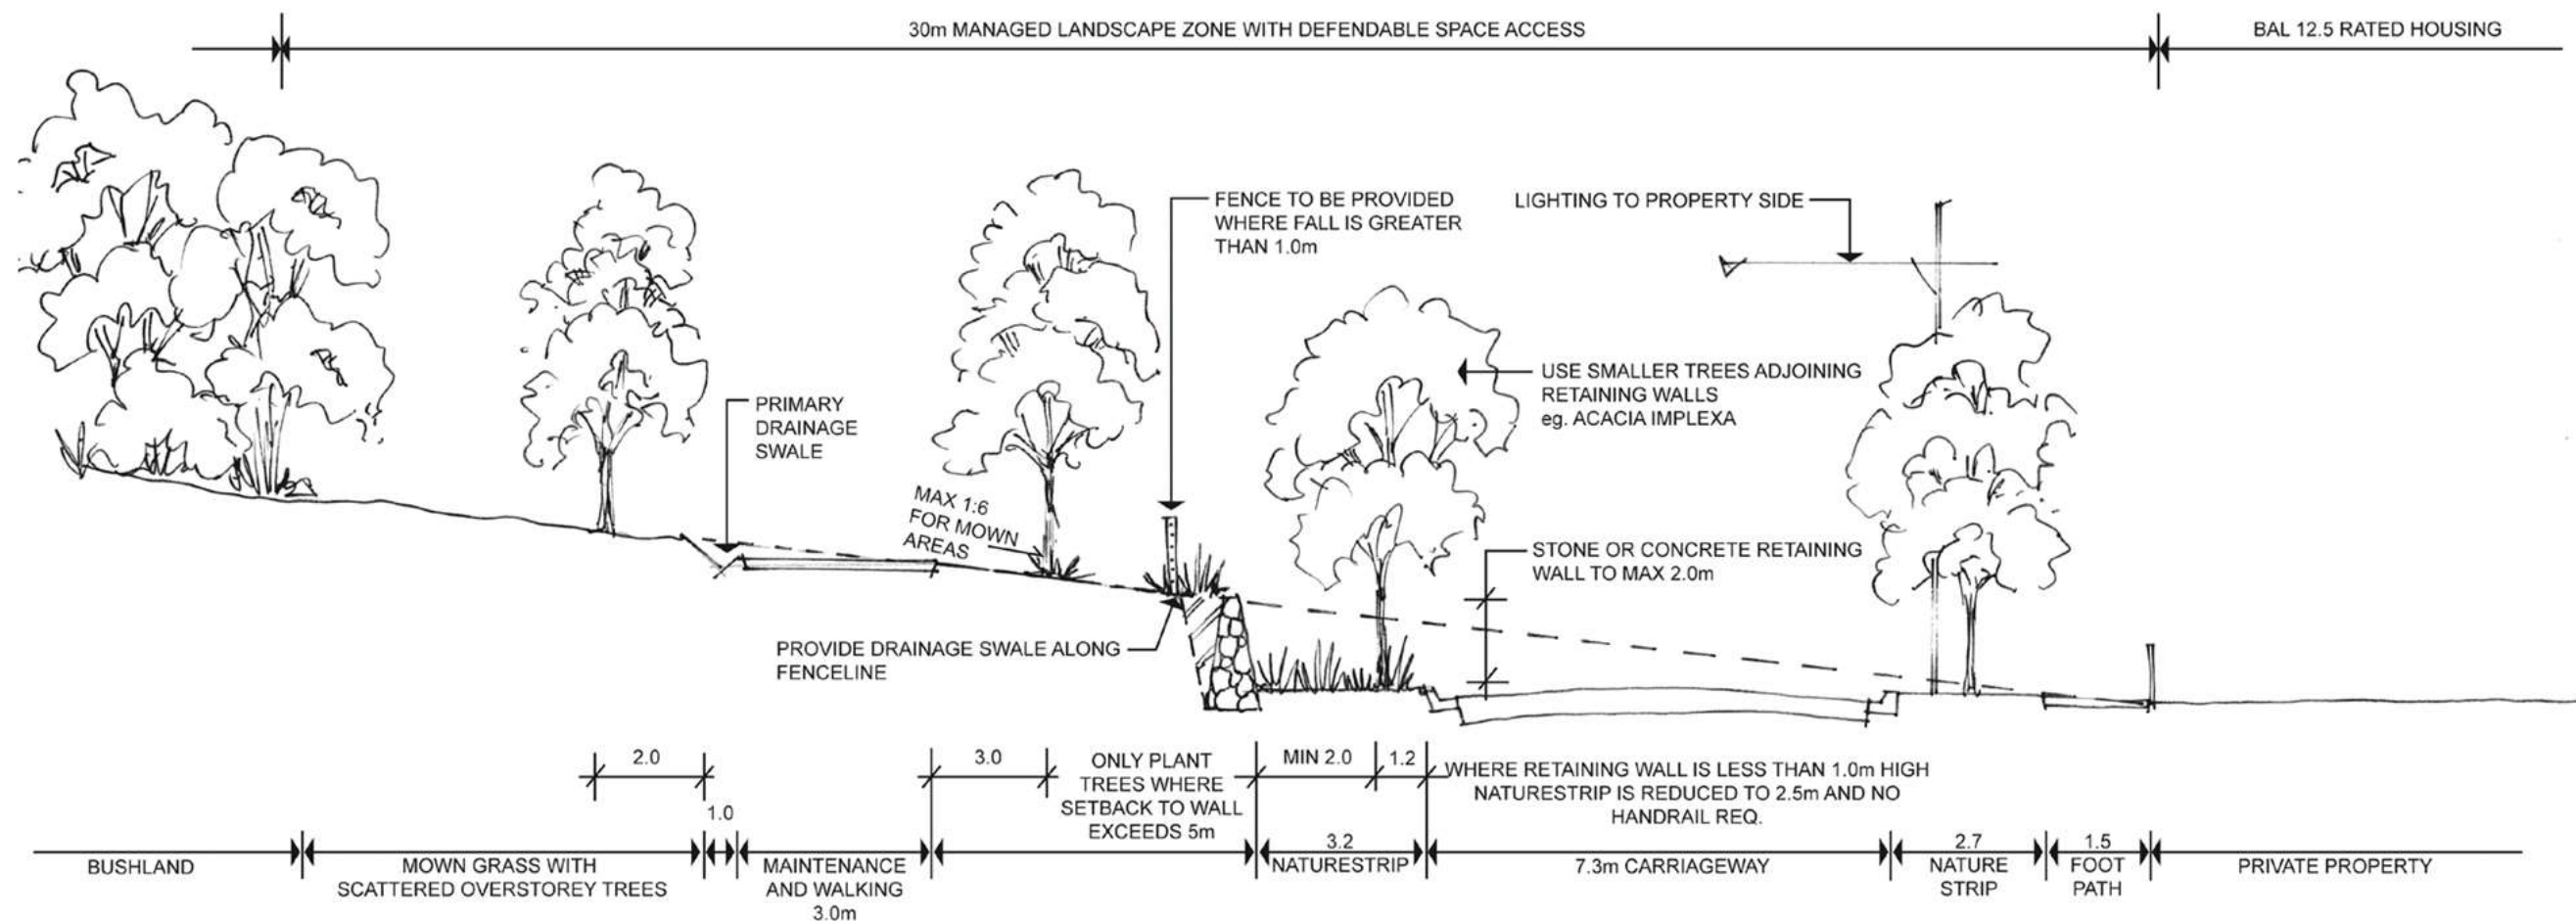 30m MANAGED LANDSCAPE ZONE WITH DEFENDABLE SPACE ACCESS
BAL 12.5 RATED HOUSING
FENCE TO BE PROVIDED
WHERE FALL IS GREATER
THAN 1.0m
LIGHTING TO PROPERTY SIDE
USE SMALLER TREES ADJOINING
RETAINING WALLS
eg. ACACIA IMPLEXA
PRIMARY
DRAINAGE
SWALE
MAX 1:6
FOR MOWN
AREAS
STONE OR CONCRETE RETAINING
WALL TO MAX 2.0m
PROVIDE DRAINAGE SWALE ALONG
FENCELINE
2.0
1.0
3.0
ONLY PLANT
TREES WHERE
SETBACK TO WALL
EXCEEDS 5m
MIN 2.0
1.2
WHERE RETAINING WALL IS LESS THAN 1.0m HIGH
NATURESTRIP IS REDUCED TO 2.5m AND NO
HANDRAIL REQ.
BUSHLAND
MOWN GRASS WITH
SCATTERED OVERSTOREY TREES
MAINTENANCE
AND WALKING
3.0m
3.2
NATURESTRIP
7.3m CARRIAGEWAY
2.7
NATURE
STRIP
1.5
FOOT
PATH
PRIVATE PROPERTY